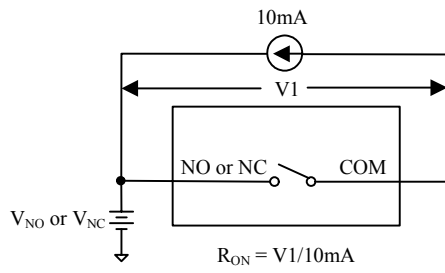 10mA
V1
NO or NC COM
V_NO or V_NC
R_ON = V1/10mA